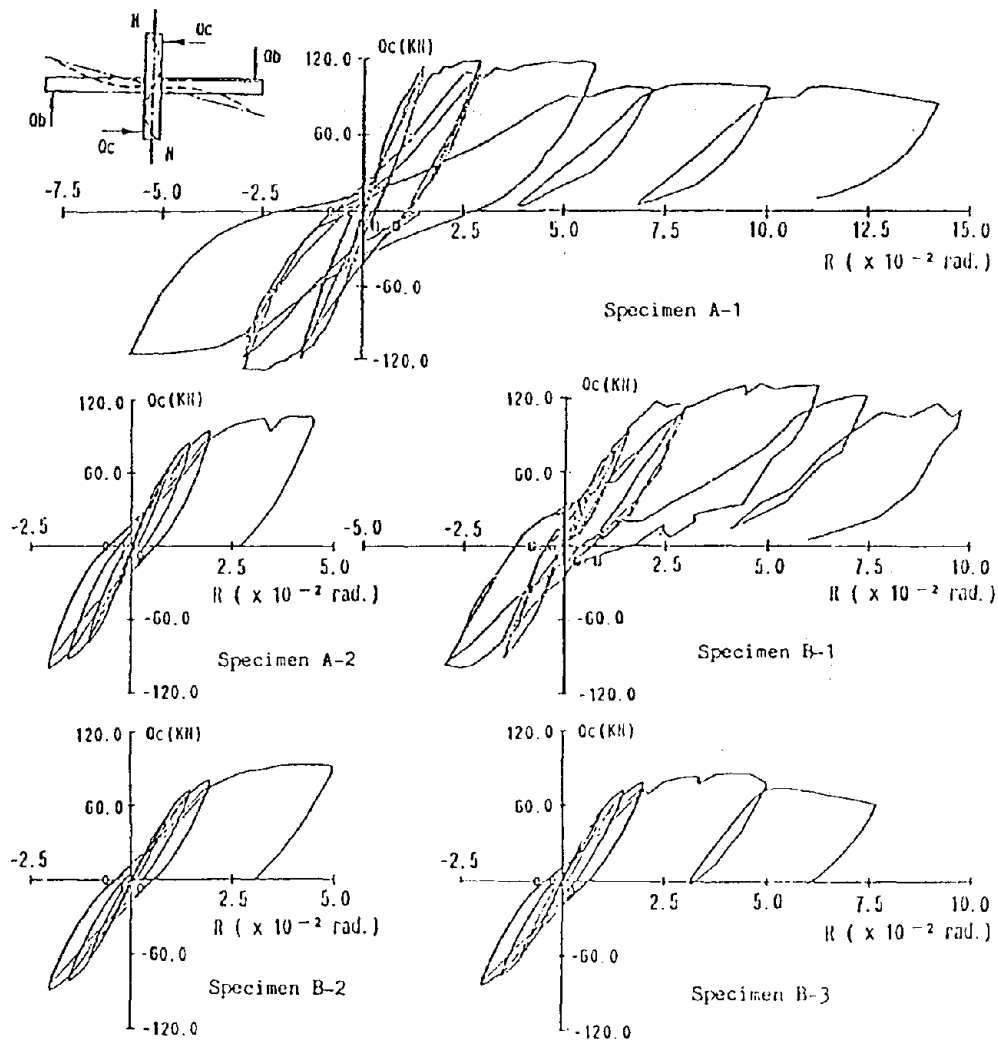 N
Qc
Qb
Qb
Qc
N
Qc(KN)
120.0
60.0
-7.5 -5.0 -2.5
2.5 5.0 7.5 10.0 12.5 15.0
R ( x 10 -2 rad.)
-60.0
-120.0
Specimen A-1
120.0 Qc(KN)
60.0
-2.5
2.5 5.0
R ( x 10 -2 rad.)
-60.0
Specimen A-2
-120.0
120.0 Qc(KN)
60.0
-5.0 -2.5
2.5 5.0 7.5 10.0
R ( x 10 -2 rad.)
-60.0
Specimen B-1
-120.0
120.0 Qc(KN)
60.0
-2.5
2.5 5.0
R ( x 10 -2 rad.)
-60.0
Specimen B-2
-120.0
120.0 Qc(KN)
60.0
-2.5
2.5 5.0 7.5 10.0
R ( x 10 -2 rad.)
-60.0
Specimen B-3
-120.0